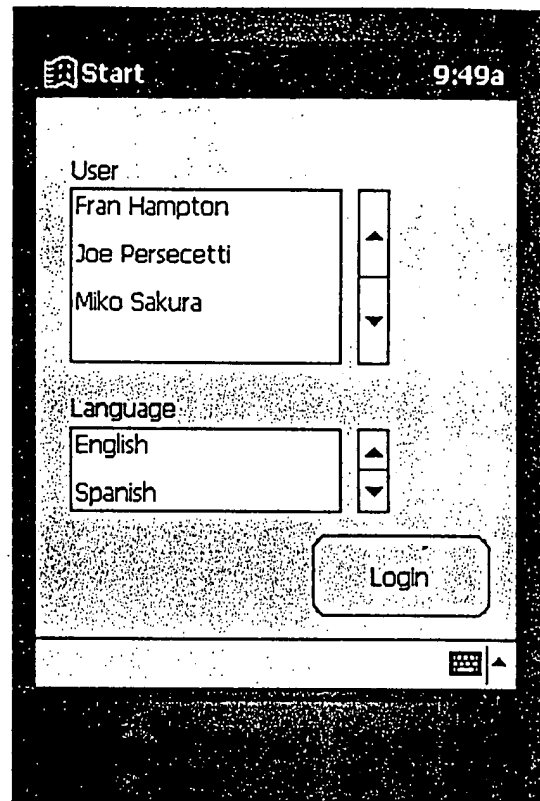 Start 9:49a
User
Fran Hampton
Joe Persecetti
Miko Sakura
Language
English
Spanish
Login